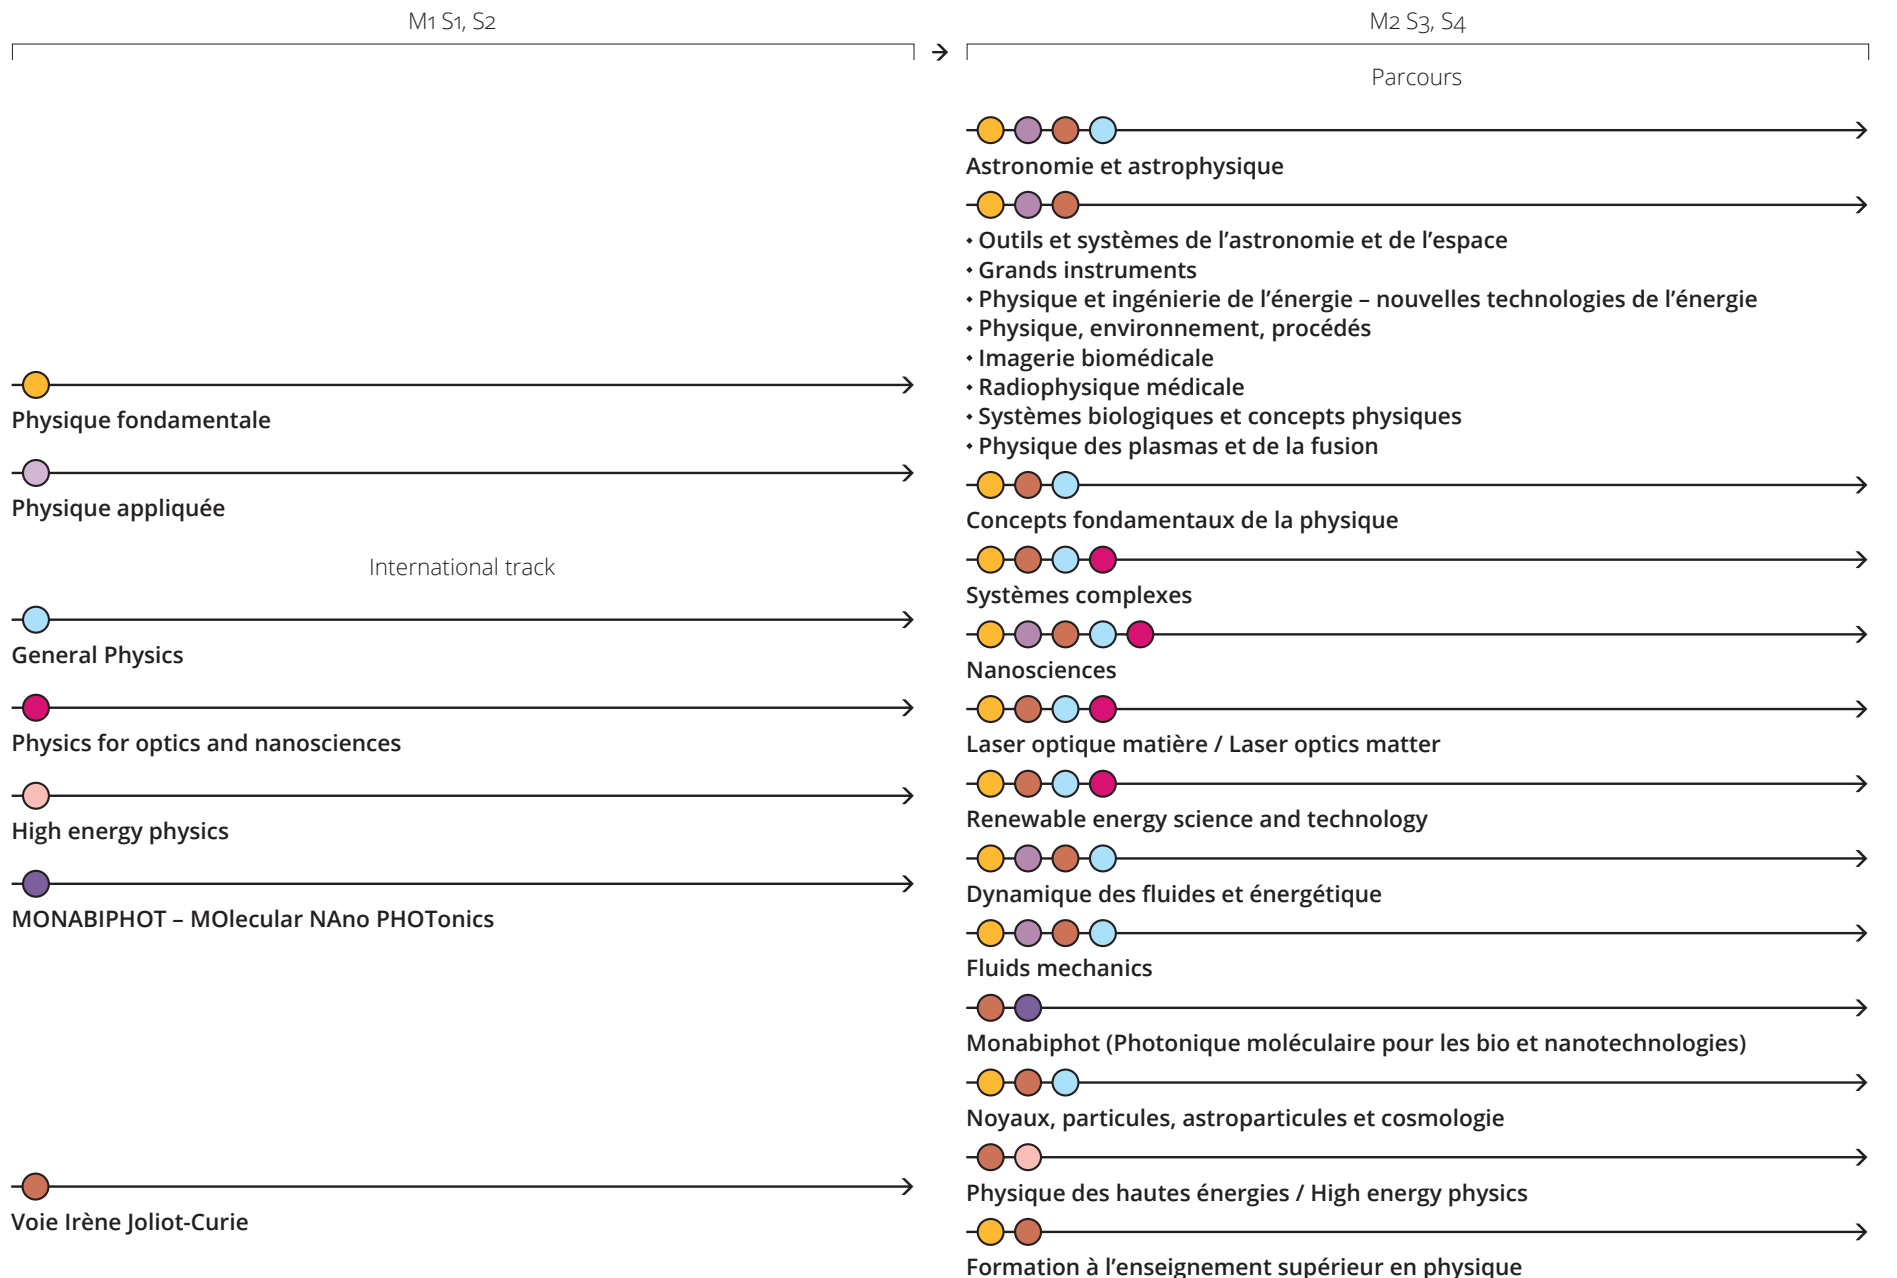 M1 S1, S2
Physique fondamentale
Physique appliquée
International track
General Physics
Physics for optics and nanosciences
High energy physics
MONABIPHOT – MOlecular NAno PHOTonics
Voie Irène Joliot-Curie
M2 S3, S4
Parcours
Astronomie et astrophysique
• Outils et systèmes de l’astronomie et de l’espace
• Grands instruments
• Physique et ingénierie de l’énergie – nouvelles technologies de l’énergie
• Physique, environnement, procédés
• Imagerie biomédicale
• Radiophysique médicale
• Systèmes biologiques et concepts physiques
• Physique des plasmas et de la fusion
Concepts fondamentaux de la physique
Systèmes complexes
Nanosciences
Laser optique matière / Laser optics matter
Renewable energy science and technology
Dynamique des fluides et énergétique
Fluids mechanics
Monabiphot (Photonique moléculaire pour les bio et nanotechnologies)
Noyaux, particules, astroparticules et cosmologie
Physique des hautes énergies / High energy physics
Formation à l’enseignement supérieur en physique